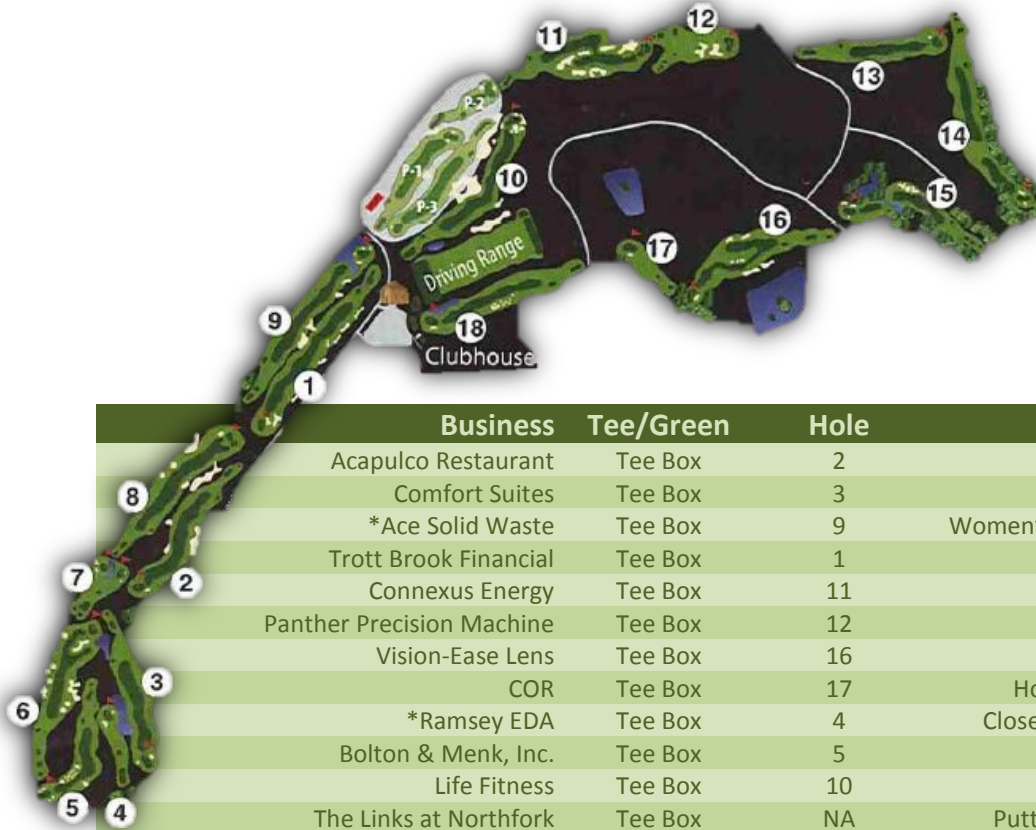 11
12
13
P-2
14
P-1
10
15
P-3
16
17
Driving Range
9
18
Clubhouse
1
Business Tee/Green Hole
Acapulco Restaurant Tee Box 2
8
Comfort Suites Tee Box 3
*Ace Solid Waste Tee Box 9
Trott Brook Financial Tee Box 1
7
2
Connexus Energy Tee Box 11
Panther Precision Machine Tee Box 12
Vision-Ease Lens Tee Box 16
3
COR Tee Box 17
6
*Ramsey EDA Tee Box 4
Bolton & Menk, Inc. Tee Box 5
Life Fitness Tee Box 10
5
4
The Links at Northfork Tee Box NA